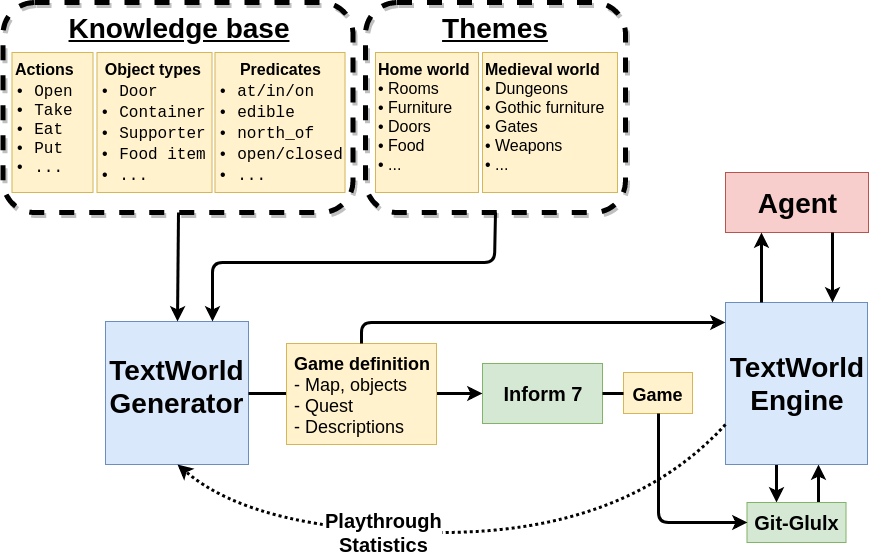 Knowledge base
Actions
• Open
• Take
• Eat
• Put
• ...
Object types
• Door
• Container
• Supporter
• Food item
• ...
Predicates
• at/in/on
• edible
• north_of
• open/closed
• ...
Themes
Home world
• Rooms
• Furniture
• Doors
• Food
• ...
Medieval world
• Dungeons
• Gothic furniture
• Gates
• Weapons
• ...
Agent
TextWorld
Generator
Game definition
- Map, objects
- Quest
- Descriptions
Inform 7
Game
TextWorld
Engine
Git-Glulx
Playthrough
Statistics